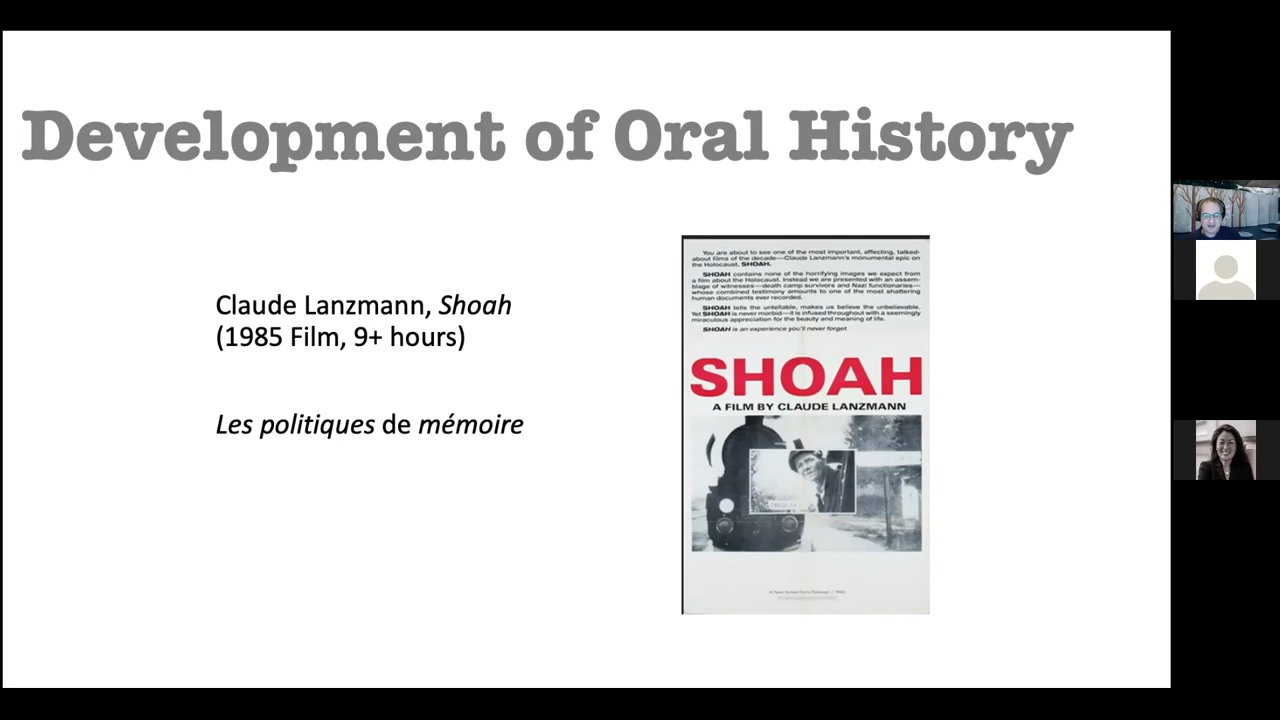 Development of Oral History
Claude Lanzmann, Shoah
(1985 Film, 9+ hours)
Les politiques de mémoire
You are about to see one of the most important, affecting, talked-
about films of the decade—Claude Lanzmann's monumental epic on
the Holocaust, SHOAH.
SHOAH contains none of the horrifying images we expect from
a film about the Holocaust. Instead we are presented with an assem-
blage of witnesses—death camp survivors and Nazi functionaries—
whose combined testimony amounts to one of the most shattering
human documents ever recorded.
SHOAH tells the untellable, makes us believe the unbelievable.
Yet SHOAH is never morbid—it is infused throughout with a seemingly
miraculous appreciation for the beauty and meaning of life.
SHOAH is an experience you'll never forget.
SHOAH
A FILM BY CLAUDE LANZMANN